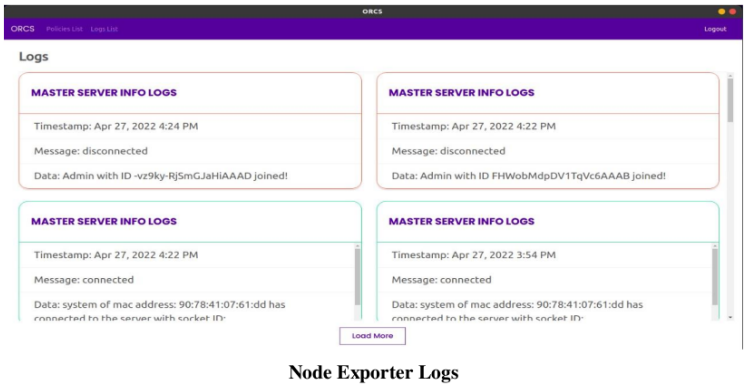 ORCS
ORCS Policies List Logs List Logout
Logs
MASTER SERVER INFO LOGS
Timestamp: Apr 27, 2022 4:24 PM
Message: disconnected
Data: Admin with ID -vz9ky-RjSmGJaHiAAAD joined!
MASTER SERVER INFO LOGS
Timestamp: Apr 27, 2022 4:22 PM
Message: disconnected
Data: Admin with ID FHWobMdpDV1TqVc6AAAB joined!
MASTER SERVER INFO LOGS
Timestamp: Apr 27, 2022 4:22 PM
Message: connected
Data: system of mac address: 90:78:41:07:61:dd has
connected to the server with socket ID:
MASTER SERVER INFO LOGS
Timestamp: Apr 27, 2022 3:54 PM
Message: connected
Data: system of mac address: 90:78:41:07:61:dd has
connected to the server with socket ID:
Load More
Node Exporter Logs